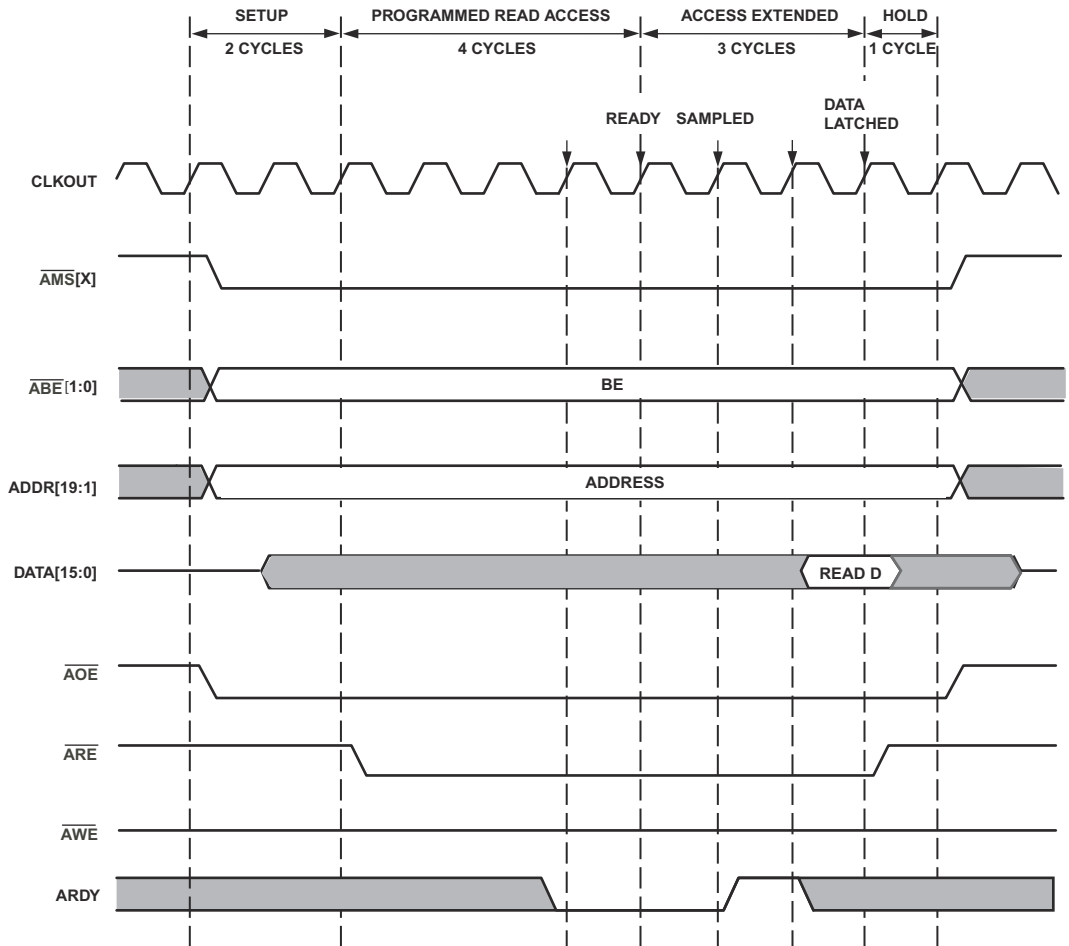 SETUP PROGRAMMED READ ACCESS ACCESS EXTENDED HOLD
2 CYCLES 4 CYCLES 3 CYCLES 1 CYCLE
READY SAMPLED
DATA
LATCHED
CLKOUT
AMS[X]
ABE[1:0]
BE
ADDR[19:1]
ADDRESS
DATA[15:0]
READ D
AOE
ARE
AWE
ARDY